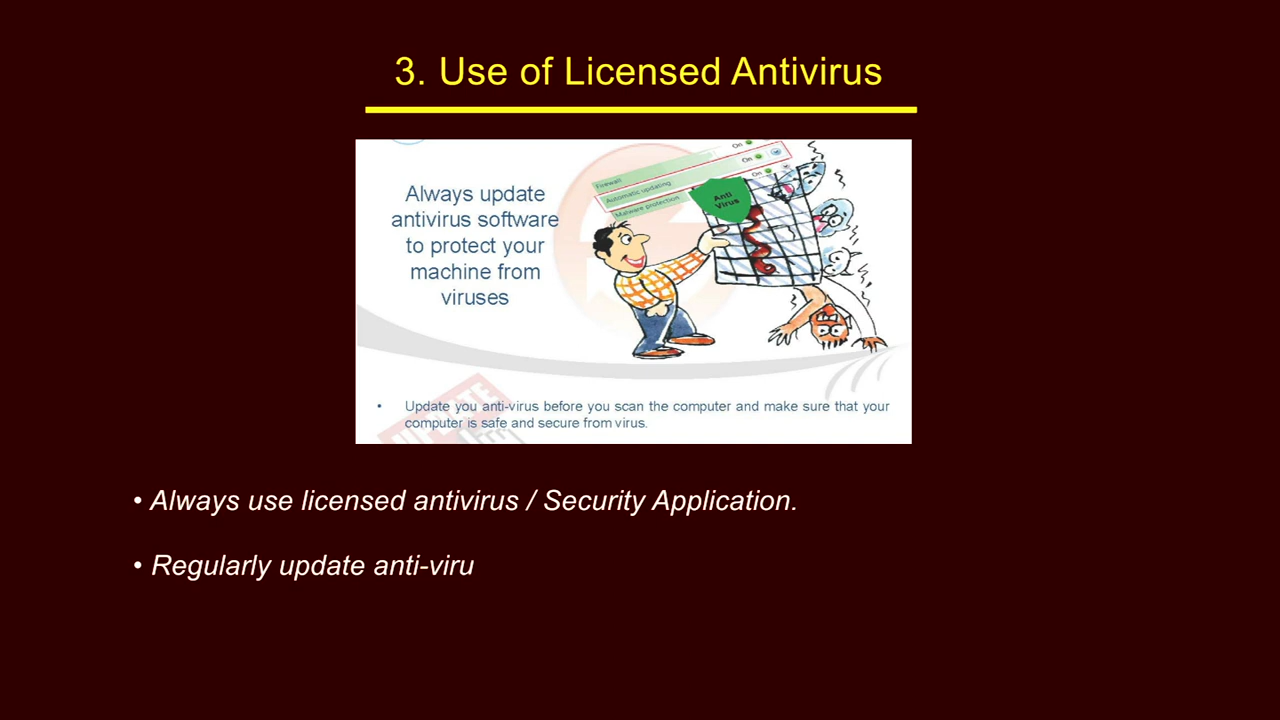 3. Use of Licensed Antivirus
Always update
antivirus software
to protect your
machine from
viruses
Firewall
On
Automatic updating
On
Malware protection
On
Anti
Virus
• Update you anti-virus before you scan the computer and make sure that your
computer is safe and secure from virus.
• Always use licensed antivirus / Security Application.
• Regularly update anti-viru